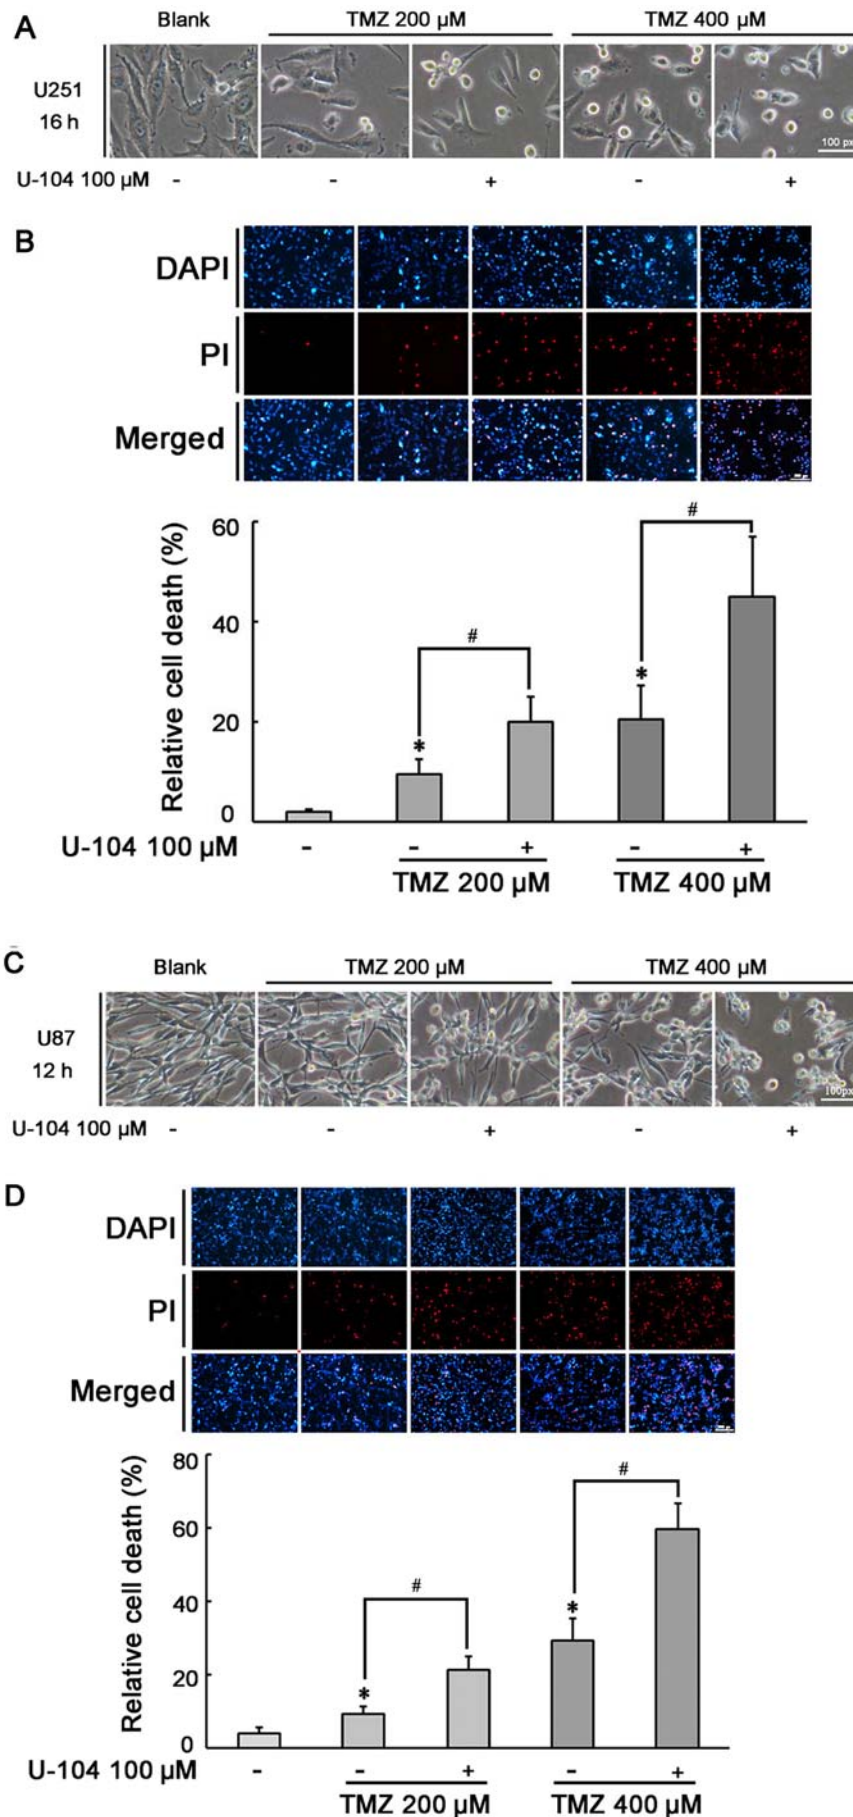 A
Blank TMZ 200 µM TMZ 400 µM
U251
16 h
100 px
U-104 100 µM - - + - +
B
DAPI
PI
Merged
Relative cell death (%)
60
40
20
0
# #
* *
U-104 100 µM - - + - +
TMZ 200 µM TMZ 400 µM
C
Blank TMZ 200 µM TMZ 400 µM
U87
12 h
100px
U-104 100 µM - - + - +
D
DAPI
PI
Merged
Relative cell death (%)
80
60
40
20
0
# #
* *
U-104 100 µM - - + - +
TMZ 200 µM TMZ 400 µM